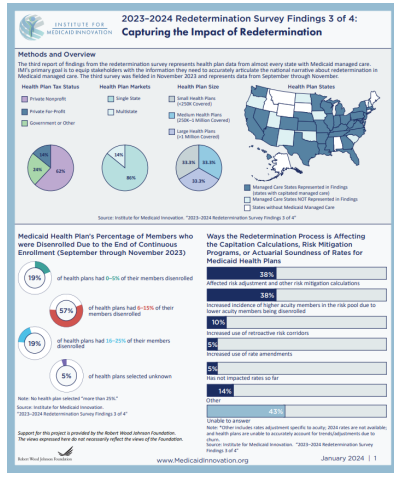 INSTITUTE FOR
MEDICAID INNOVATION
2023–2024 Redetermination Survey Findings 3 of 4:
Capturing the Impact of Redetermination
Methods and Overview
The third report of findings from the redetermination survey represents health plan data from almost every state with Medicaid managed care.
IMI's primary goal is to equip stakeholders with the information they need to accurately articulate the national narrative about redetermination in
Medicaid managed care. The third survey was fielded in November 2023 and represents data from September through November.
Health Plan Tax Status
Private Nonprofit
Private For-Profit
Government or Other
14%
24%
62%
Health Plan Markets
Single State
Multistate
14%
86%
Health Plan Size
Small Health Plans
(<250K Covered)
Medium Health Plans
(250K–1 Million Covered)
Large Health Plans
(>1 Million Covered)
33.3%
33.3%
33.3%
Health Plan States
Managed Care States Represented in Findings
(states with capitated managed care)
Managed Care States NOT Represented in Findings
States without Medicaid Managed Care
Source: Institute for Medicaid Innovation. "2023–2024 Redetermination Survey Findings 3 of 4"
Medicaid Health Plan's Percentage of Members who
were Disenrolled Due to the End of Continuous
Enrollment (September through November 2023)
19%
of health plans had 0–5% of their members disenrolled
57%
of health plans had 6–15% of their
members disenrolled
19%
of health plans had 16–25% of their members
disenrolled
5%
of health plans selected unknown
Note: No health plan selected "more than 25%."
Source: Institute for Medicaid Innovation.
"2023–2024 Redetermination Survey Findings 3 of 4"
Support for this project is provided by the Robert Wood Johnson Foundation.
The views expressed here do not necessarily reflect the views of the Foundation.
Robert Wood Johnson Foundation
Ways the Redetermination Process is Affecting
the Capitation Calculations, Risk Mitigation
Programs, or Actuarial Soundness of Rates for
Medicaid Health Plans
38%
Affected risk adjustment and other risk mitigation calculations
38%
Increased incidence of higher acuity members in the risk pool due to
lower acuity members being disenrolled
10%
Increased use of retroactive risk corridors
5%
Increased use of rate amendments
5%
Has not impacted rates so far
14%
Other
43%
Unable to answer
Note: "Other includes rates adjustment specific to acuity; 2024 rates are not available;
and health plans are unable to accurately account for trends/adjustments due to
churn.
Source: Institute for Medicaid Innovation. "2023–2024 Redetermination Survey
Findings 3 of 4"
www.MedicaidInnovation.org
January 2024 | 1